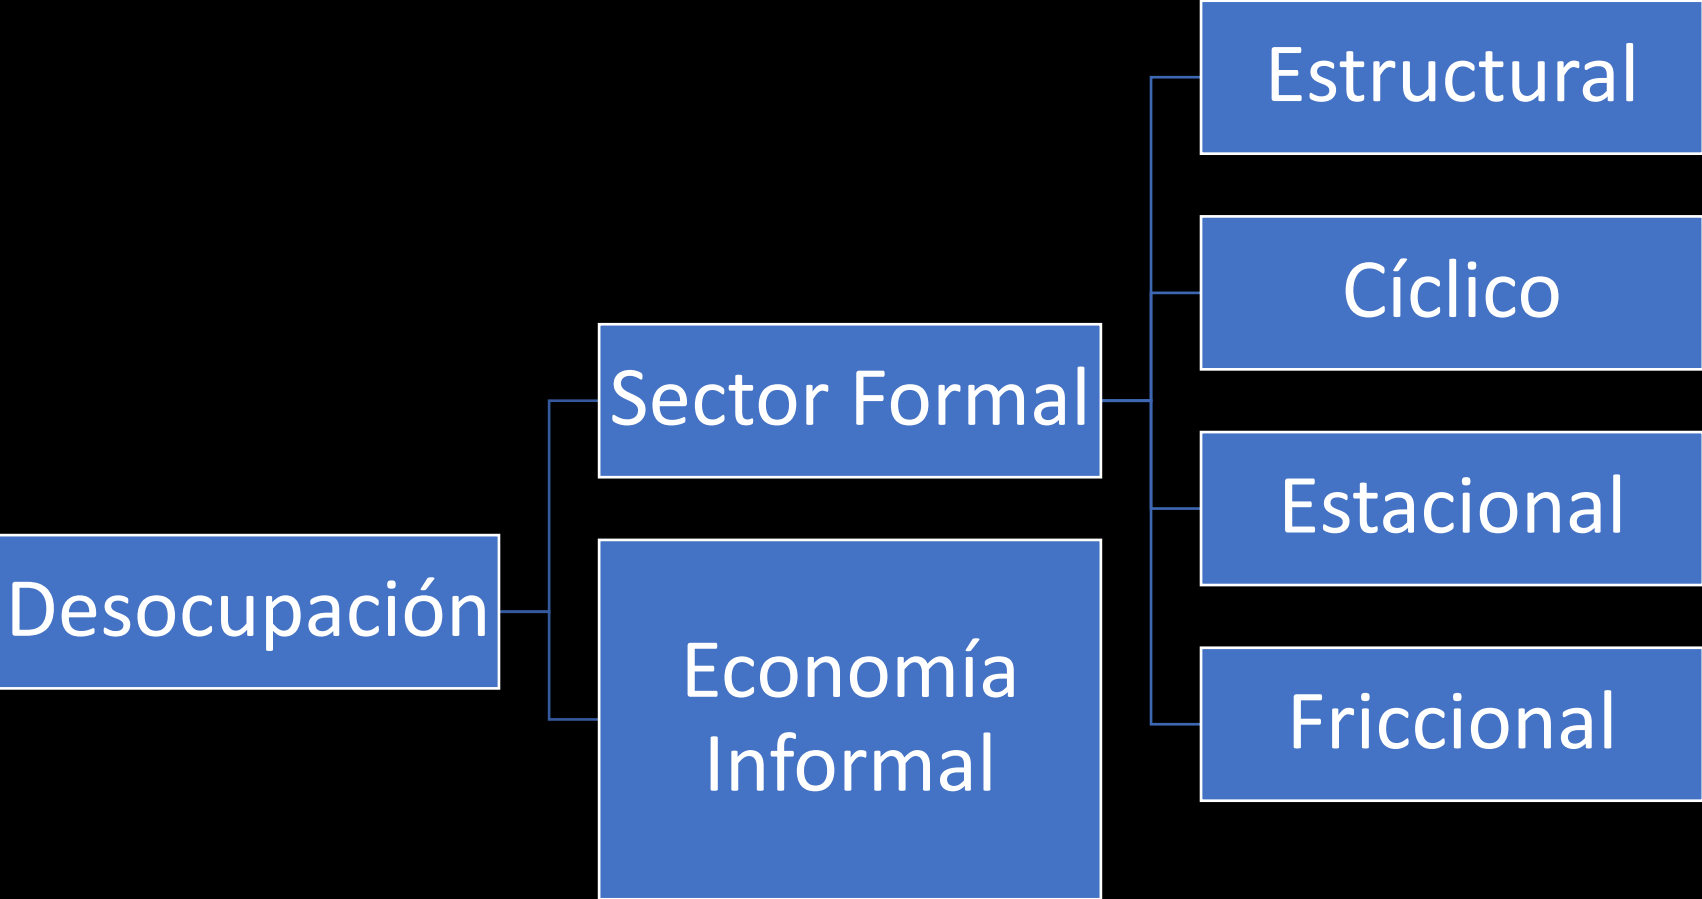 Desocupación
Sector Formal
Estructural
Cíclico
Estacional
Friccional
Economía
Informal